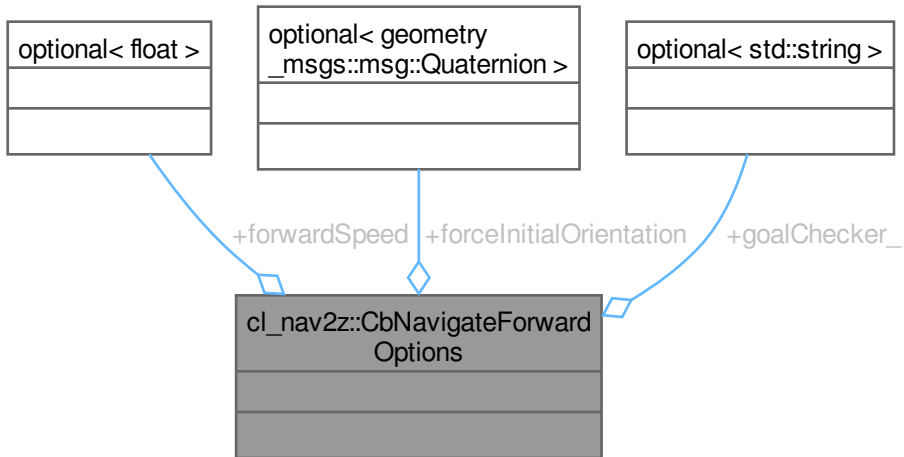 optional< float >
optional< geometry
_msgs::msg::Quaternion >
optional< std::string >
+forwardSpeed
+forceInitialOrientation
+goalChecker_
cl_nav2z::CbNavigateForward
Options